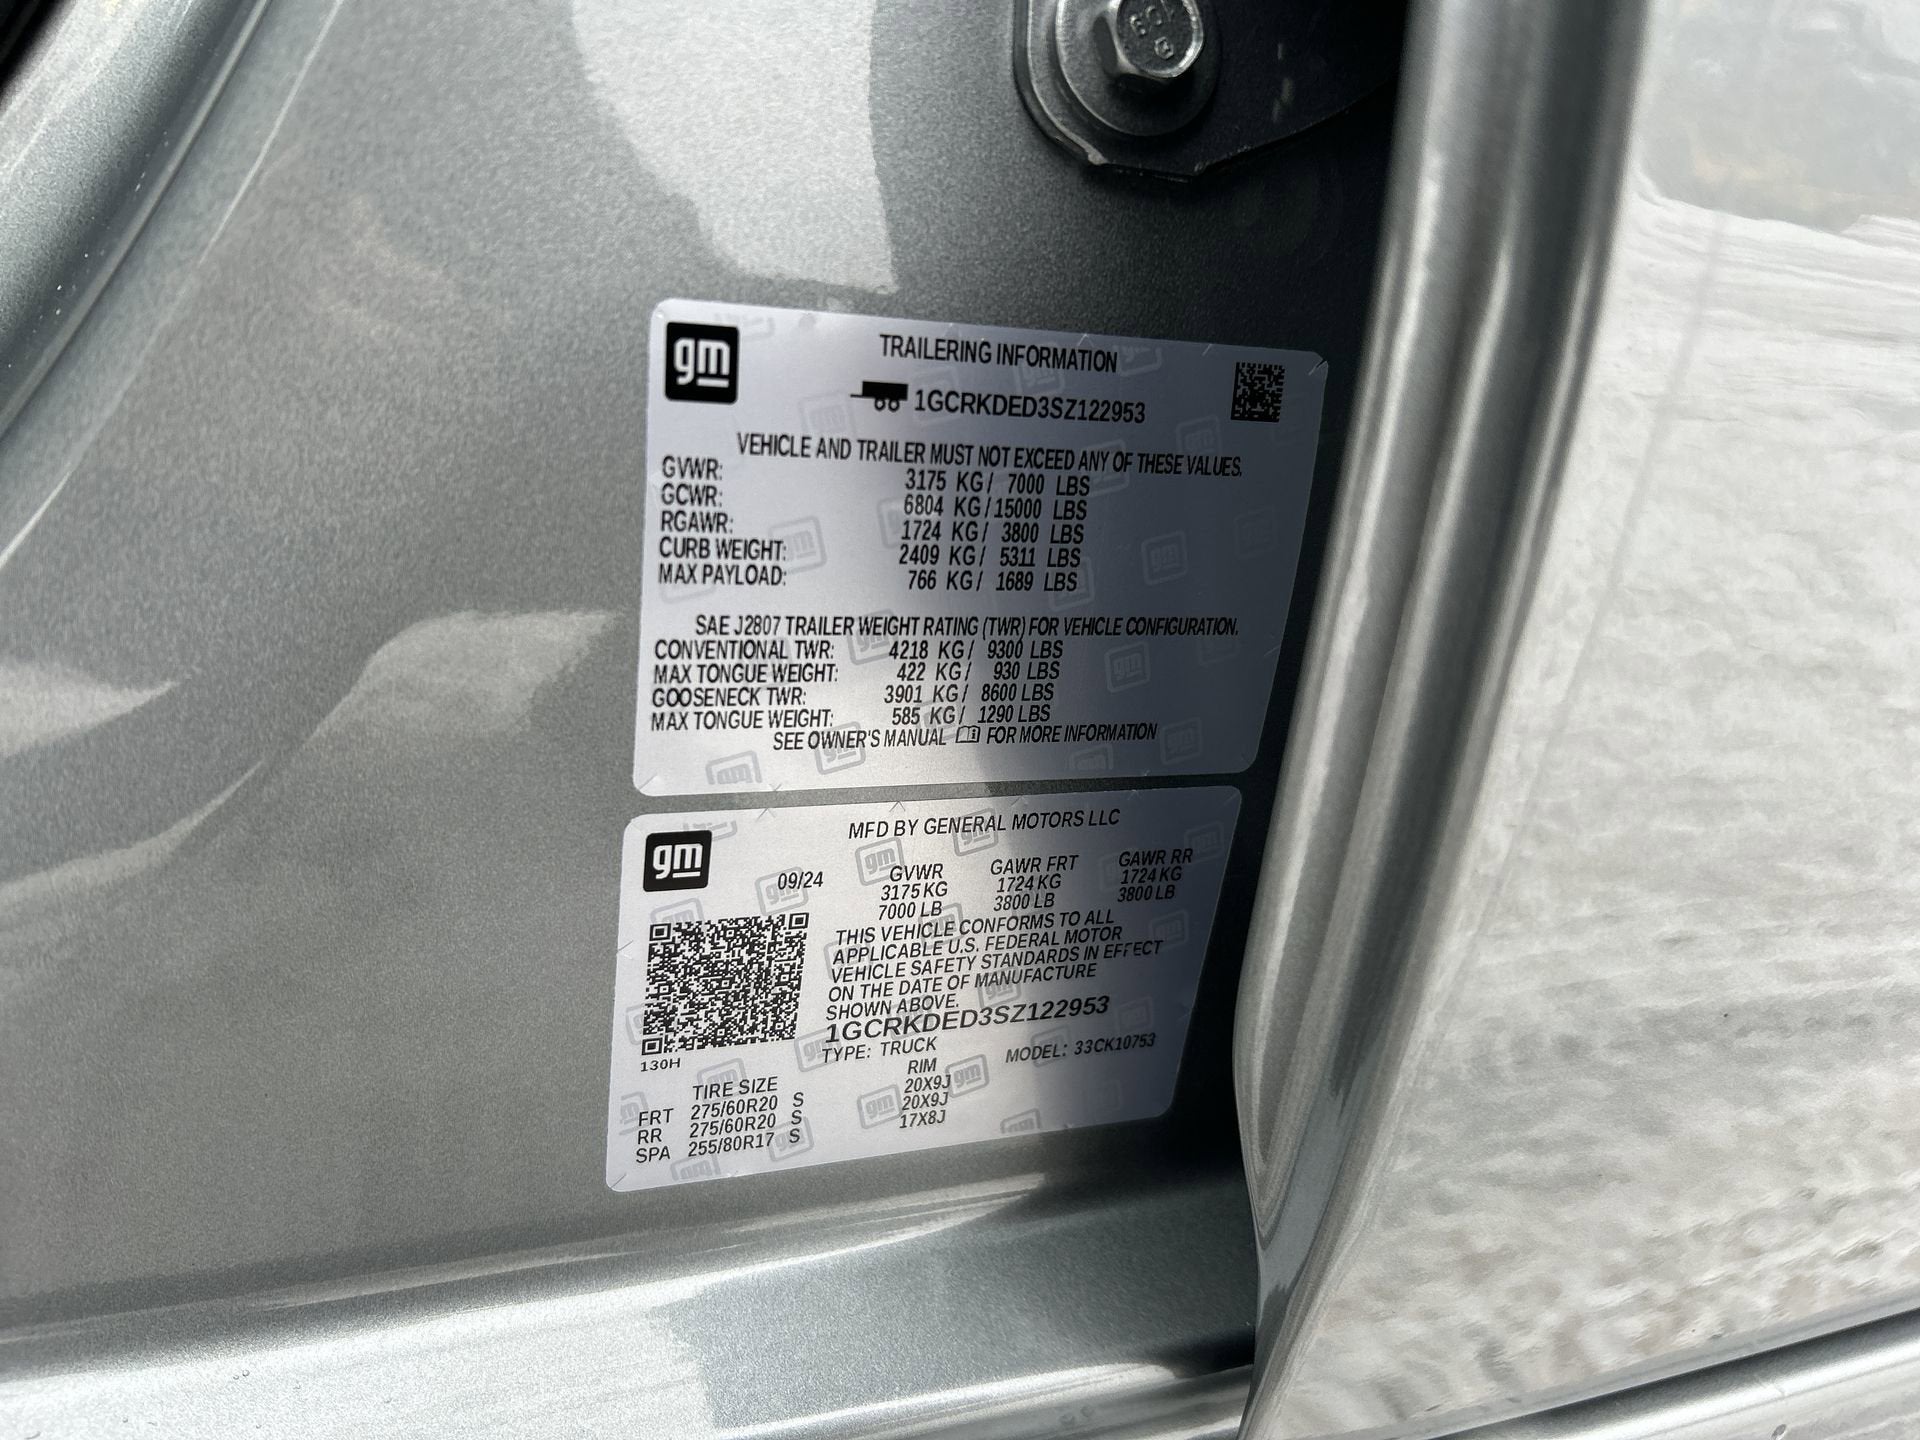 gm
TRAILERING INFORMATION
1GCRKDED3SZ122953
VEHICLE AND TRAILER MUST NOT EXCEED ANY OF THESE VALUES.
GVWR: 3175 KG/ 7000 LBS
GCWR: 6804 KG/15000 LBS
RGAWR: 1724 KG/ 3800 LBS
CURB WEIGHT: 2409 KG/ 5311 LBS
MAX PAYLOAD: 766 KG/ 1689 LBS
SAE J2807 TRAILER WEIGHT RATING (TWR) FOR VEHICLE CONFIGURATION.
CONVENTIONAL TWR: 4218 KG/ 9300 LBS
MAX TONGUE WEIGHT: 422 KG/ 930 LBS
GOOSENECK TWR: 3901 KG/ 8600 LBS
MAX TONGUE WEIGHT: 585 KG/ 1290 LBS
SEE OWNER'S MANUAL FOR MORE INFORMATION
gm
MFD BY GENERAL MOTORS LLC
09/24 GVWR GAWR FRT GAWR RR
3175 KG 1724 KG 1724 KG
7000 LB 3800 LB 3800 LB
THIS VEHICLE CONFORMS TO ALL
APPLICABLE U.S. FEDERAL MOTOR
VEHICLE SAFETY STANDARDS IN EFFECT
ON THE DATE OF MANUFACTURE
SHOWN ABOVE.
1GCRKDED3SZ122953
TYPE: TRUCK MODEL: 33CK10753
130H
TIRE SIZE RIM
FRT 275/60R20 S 20X9J
RR 275/60R20 S 20X9J
SPA 255/80R17 S 17X8J